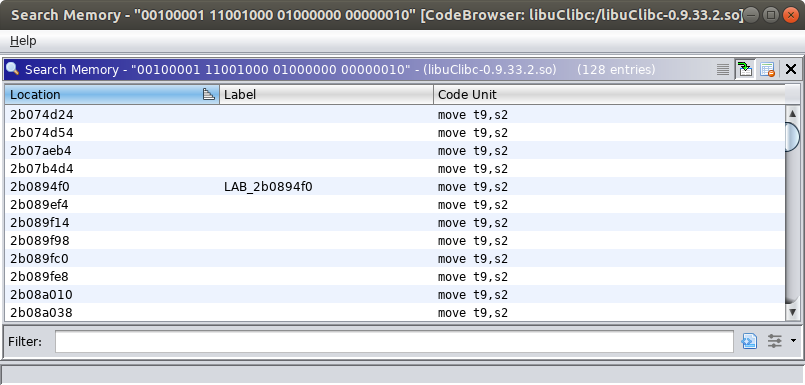 Search Memory - "00100001 11001000 01000000 00000010" [CodeBrowser: libuClibc:/libuClibc-0.9.33.2.so]
Help
Search Memory - "00100001 11001000 01000000 00000010" - (libuClibc-0.9.33.2.so) (128 entries)
Location Label Code Unit
2b074d24 move t9,s2
2b074d54 move t9,s2
2b07aeb4 move t9,s2
2b07b4d4 move t9,s2
2b0894f0 LAB_2b0894f0 move t9,s2
2b089ef4 move t9,s2
2b089f14 move t9,s2
2b089f98 move t9,s2
2b089fc0 move t9,s2
2b089fe8 move t9,s2
2b08a010 move t9,s2
2b08a038 move t9,s2
Filter: